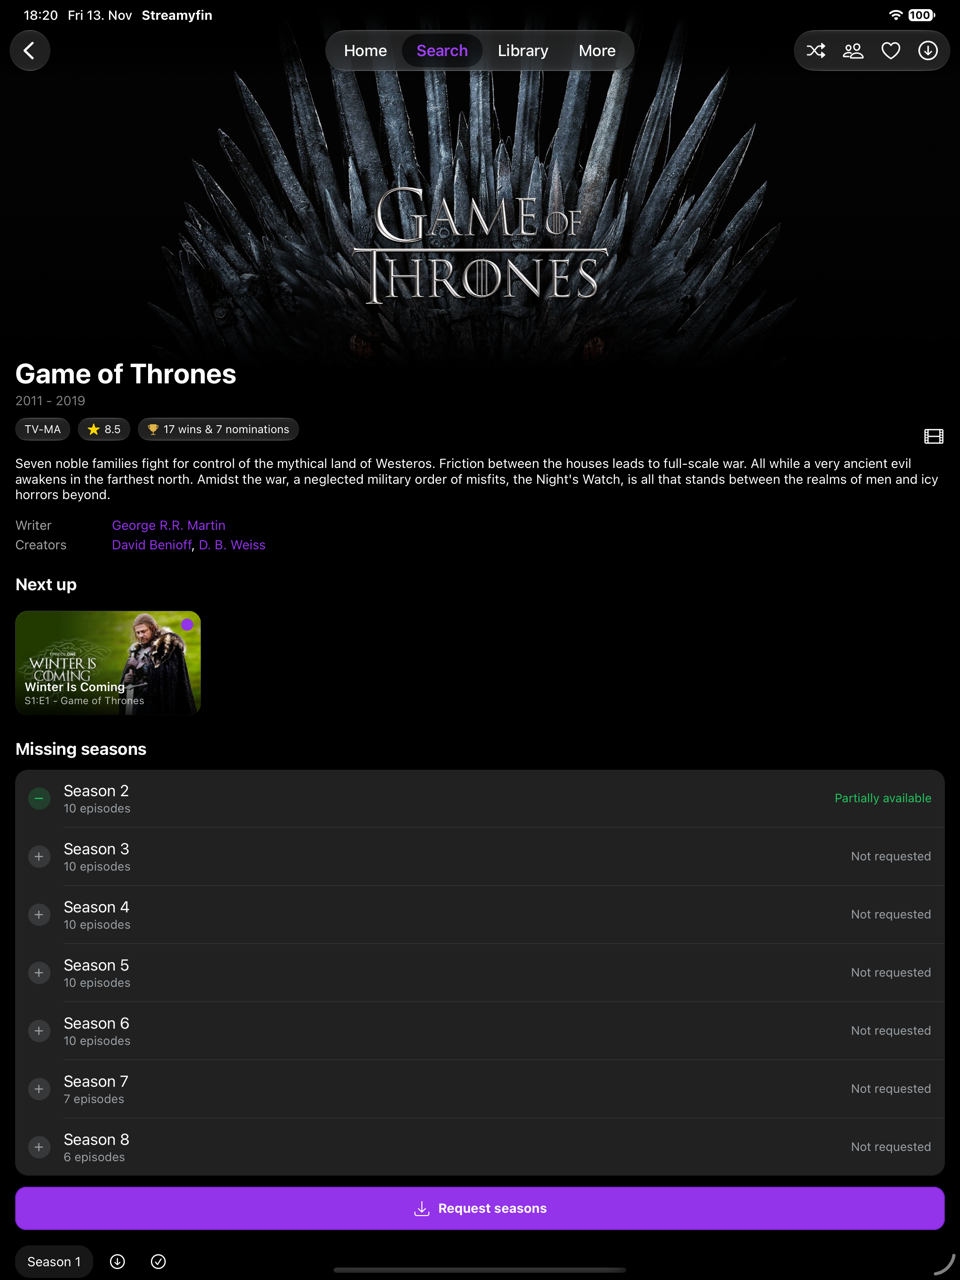 18:20 Fri 13. Nov Streamyfin
100
Home Search Library More
GAME OF
THRONES
Game of Thrones
2011 - 2019
TV-MA 8.5 17 wins & 7 nominations
Seven noble families fight for control of the mythical land of Westeros. Friction between the houses leads to full-scale war. All while a very ancient evil
awakens in the farthest north. Amidst the war, a neglected military order of misfits, the Night's Watch, is all that stands between the realms of men and icy
horrors beyond.
Writer George R.R. Martin
Creators David Benioff, D. B. Weiss
Next up
EPISODE ONE
WINTER IS
COMING
Winter Is Coming
S1:E1 - Game of Thrones
Missing seasons
Season 2
10 episodes
Partially available
Season 3
10 episodes
Not requested
Season 4
10 episodes
Not requested
Season 5
10 episodes
Not requested
Season 6
10 episodes
Not requested
Season 7
7 episodes
Not requested
Season 8
6 episodes
Not requested
Request seasons
Season 1